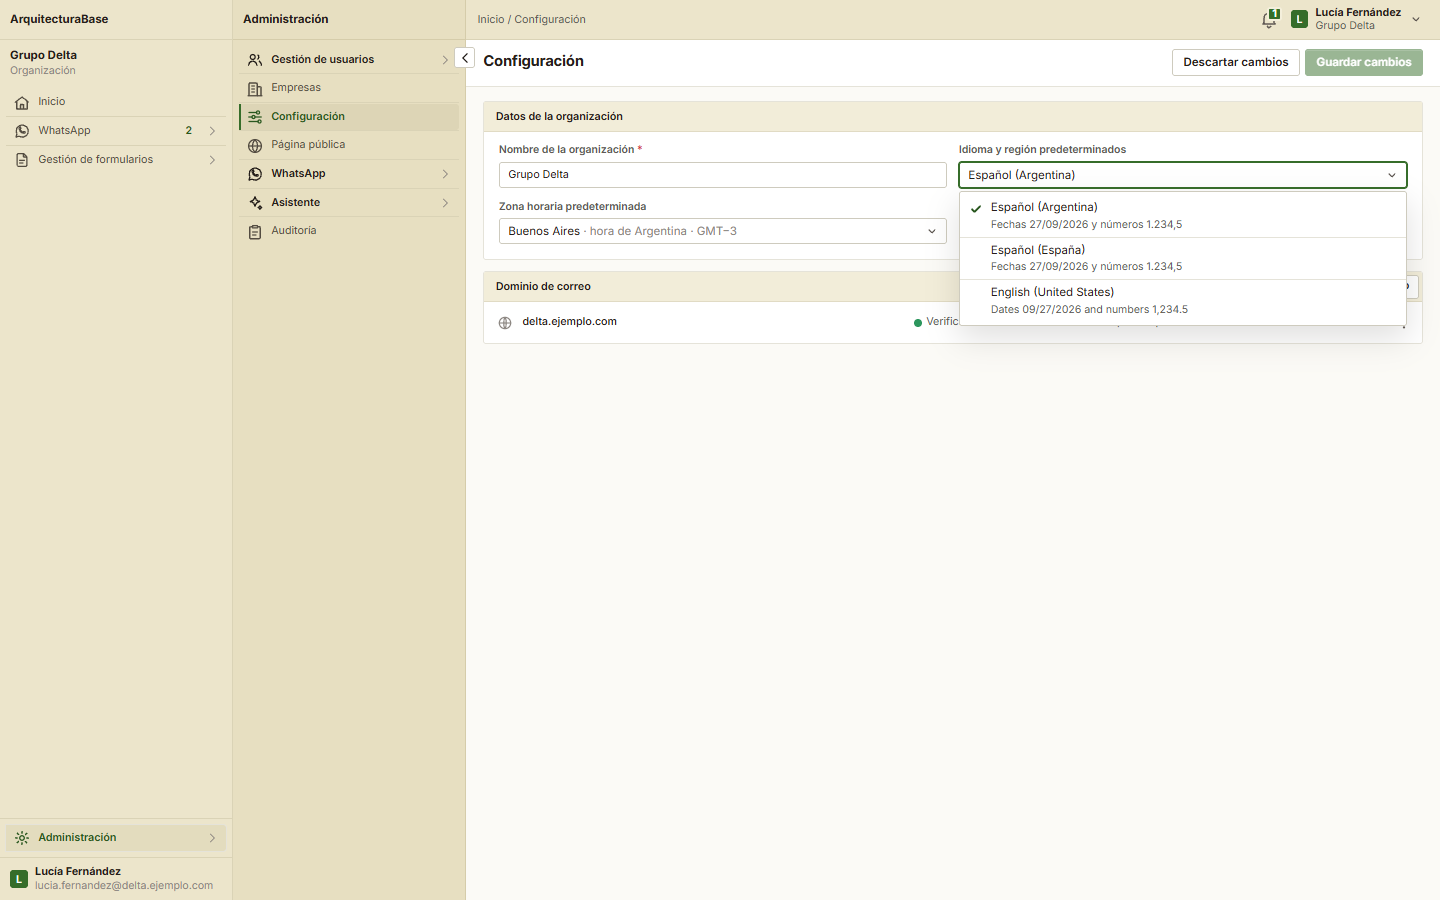 ArquitecturaBase
Grupo Delta
Organización
Inicio
WhatsApp 2
Gestión de formularios
Administración
Lucía Fernández
lucia.fernandez@delta.ejemplo.com
L
Administración
Gestión de usuarios
Empresas
Configuración
Página pública
WhatsApp
Asistente
Auditoría
Inicio / Configuración
1
L
Lucía Fernández
Grupo Delta
Configuración
Descartar cambios
Guardar cambios
Datos de la organización
Nombre de la organización *
Grupo Delta
Idioma y región predeterminados
Español (Argentina)
Español (Argentina)
Fechas 27/09/2026 y números 1.234,5
Español (España)
Fechas 27/09/2026 y números 1.234,5
English (United States)
Dates 09/27/2026 and numbers 1,234.5
Zona horaria predeterminada
Buenos Aires · hora de Argentina · GMT−3
Dominio de correo
delta.ejemplo.com
Verific